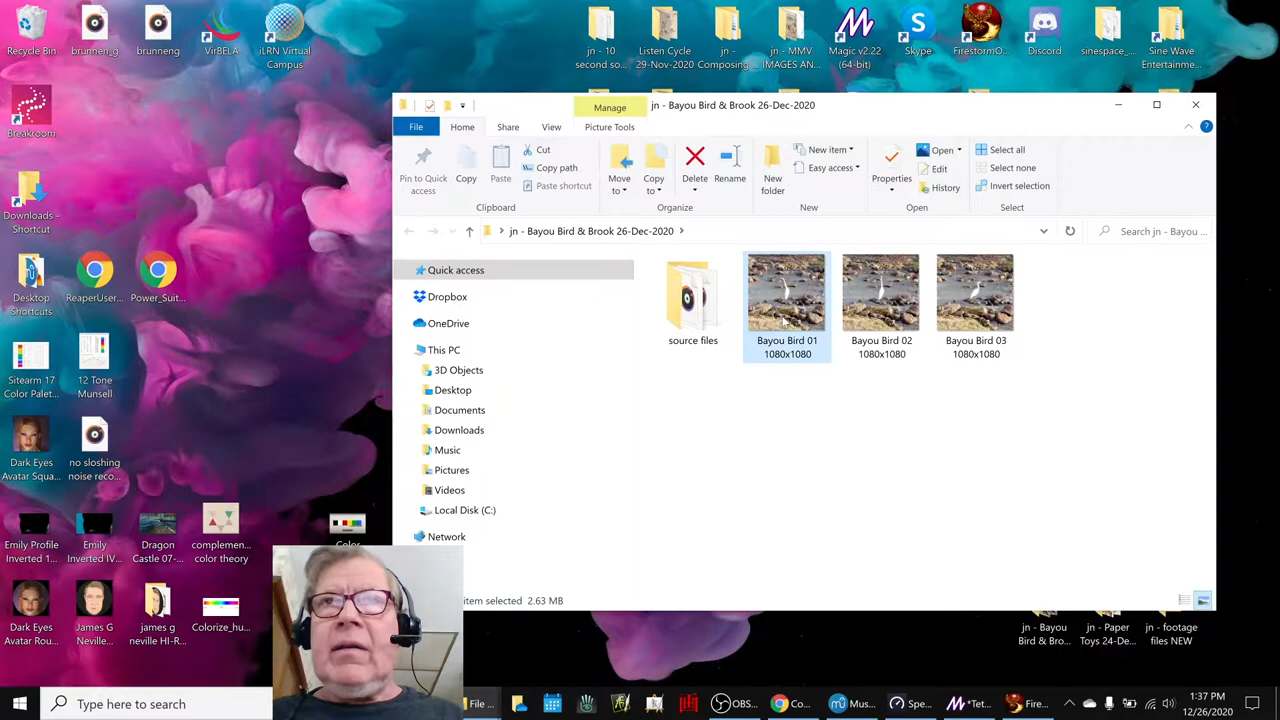 Recycle Bin
brunnen_g
brunneng
VirBELA
iLRN Virtual
Campus
jn - 10
second so...
Listen Cycle
29-Nov-2020
jn -
Composing...
jn - MMV
IMAGES AN...
Magic v2.22
(64-bit)
Skype
FirestormO...
Discord
sinespace_...
Sine Wave
Entertainme...
Breakroom
Downloads -
Shortcut
Desktop
Shortcuts
ReaperUser...
Power_Suit...
Sitearm 17
Color Palet...
12 Tone
Munsell
Dark Eyes
Avatar Squa...
no sloshing
noise reco...
Emily Profile
Inverted 1...
Emily
Inverted IV...
Dragon
Castle 07-...
complemen...
color theory
Color
Dark Eyes
Avatar Rou...
James G
Neville...
james g
neville HI-R...
Colorize_hu...
Manage
jn - Bayou Bird & Brook 26-Dec-2020
File
Home
Share
View
Picture Tools
Pin to Quick
access
Copy
Paste
Cut
Copy path
Paste shortcut
Clipboard
Move
to
Copy
to
Delete
Rename
Organize
New
folder
New item
Easy access
New
Properties
Open
Edit
History
Open
Select all
Select none
Invert selection
Select
jn - Bayou Bird & Brook 26-Dec-2020
Search jn - Bayou ...
Quick access
Dropbox
OneDrive
This PC
3D Objects
Desktop
Documents
Downloads
Music
Pictures
Videos
Local Disk (C:)
Network
source files
Bayou Bird 01
1080x1080
Bayou Bird 02
1080x1080
Bayou Bird 03
1080x1080
item selected 2.63 MB
jn - Bayou
Bird & Bro...
jn - Paper
Toys 24-De...
jn - footage
files NEW
Type here to search
File ...
OBS...
Co...
Mus...
Spe...
*Tet...
Fire...
1:37 PM
12/26/2020